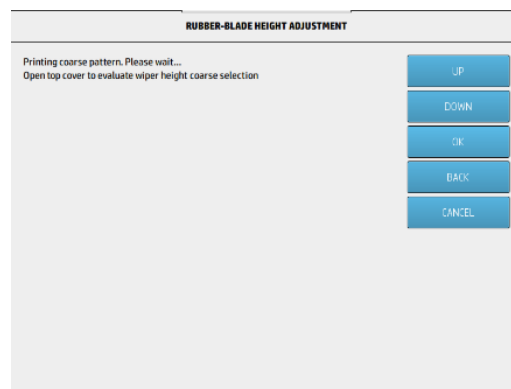 RUBBER-BLADE HEIGHT ADJUSTMENT
Printing coarse pattern. Please wait...
Open top cover to evaluate wiper height coarse selection
UP
DOWN
OK
BACK
CANCEL